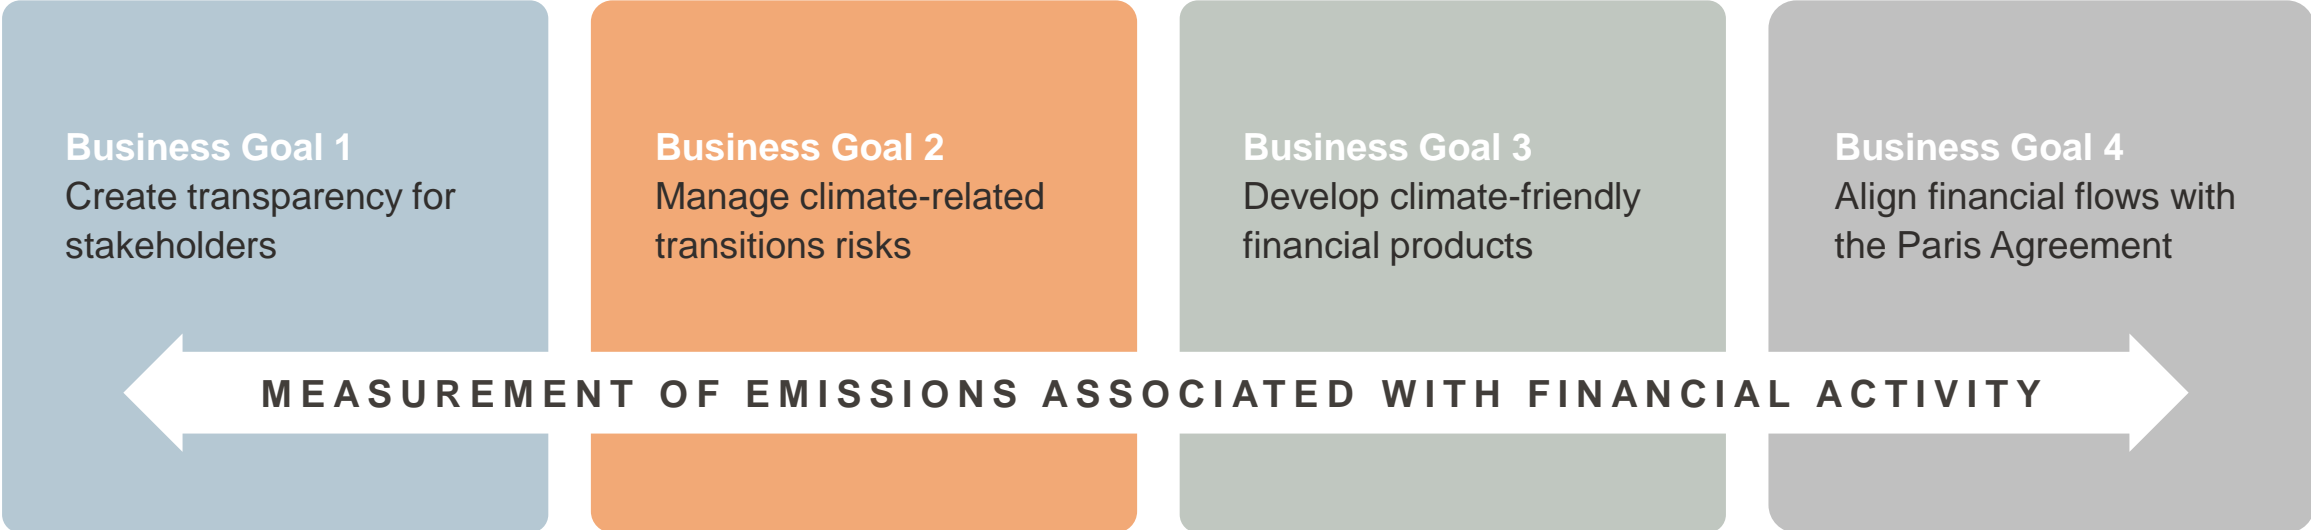 Business Goal 1
Create transparency for
stakeholders
Business Goal 2
Manage climate-related
transitions risks
Business Goal 3
Develop climate-friendly
financial products
Business Goal 4
Align financial flows with
the Paris Agreement
MEASUREMENT OF EMISSIONS ASSOCIATED WITH FINANCIAL ACTIVITY